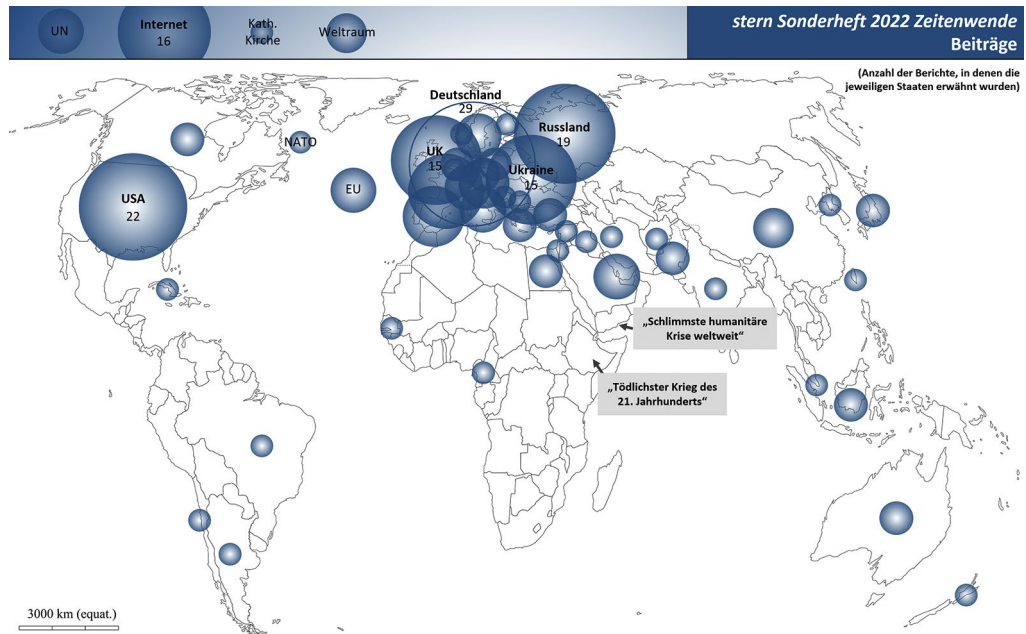 UN
Internet
16
Kath.
Kirche
Weltraum
stern Sonderheft 2022 Zeitenwende
Beiträge
(Anzahl der Berichte, in denen die
jeweiligen Staaten erwähnt wurden)
Deutschland
29
Russland
19
NATO
UK
15
Ukraine
15
EU
USA
22
„Schlimmste humanitäre
Krise weltweit“
„Tödlichster Krieg des
21. Jahrhunderts“
3000 km (equat.)